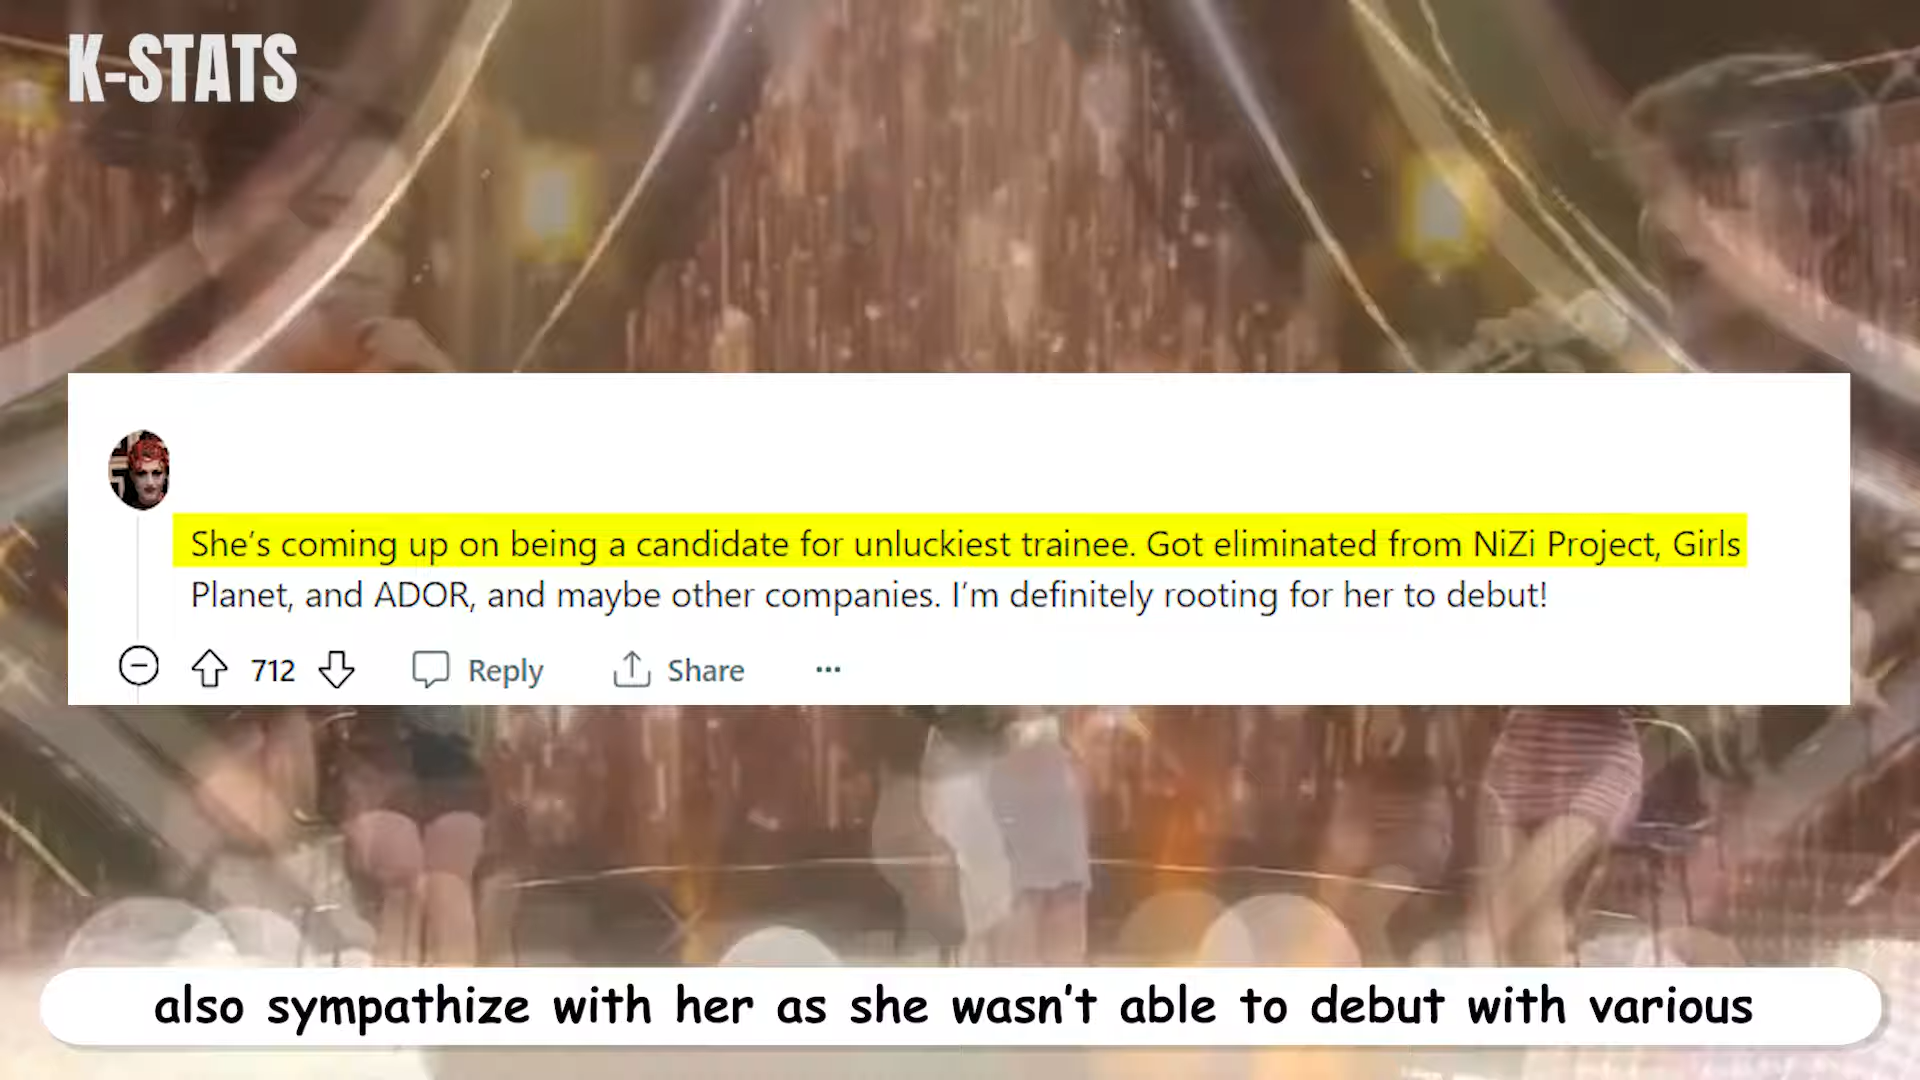 K-STATS
She's coming up on being a candidate for unluckiest trainee. Got eliminated from NiZi Project, Girls
Planet, and ADOR, and maybe other companies. I'm definitely rooting for her to debut!
712 Reply Share ...
also sympathize with her as she wasn't able to debut with various